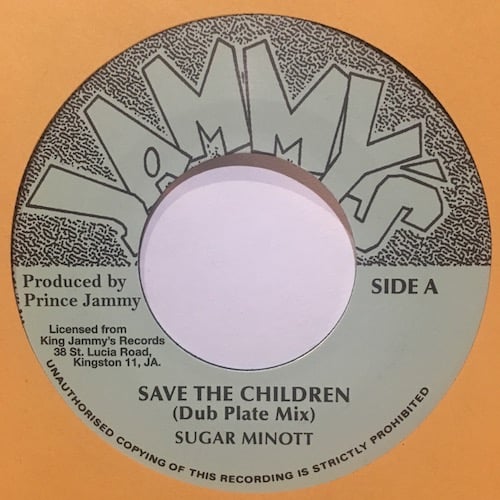 JAMMY'S
Produced by
Prince Jammy
SIDE A
Licensed from
King Jammy's Records
38 St. Lucia Road,
Kingston 11, JA.
SAVE THE CHILDREN
(Dub Plate Mix)
SUGAR MINOTT
UNAUTHORISED COPYING OF THIS RECORDING IS STRICTLY PROHIBITED